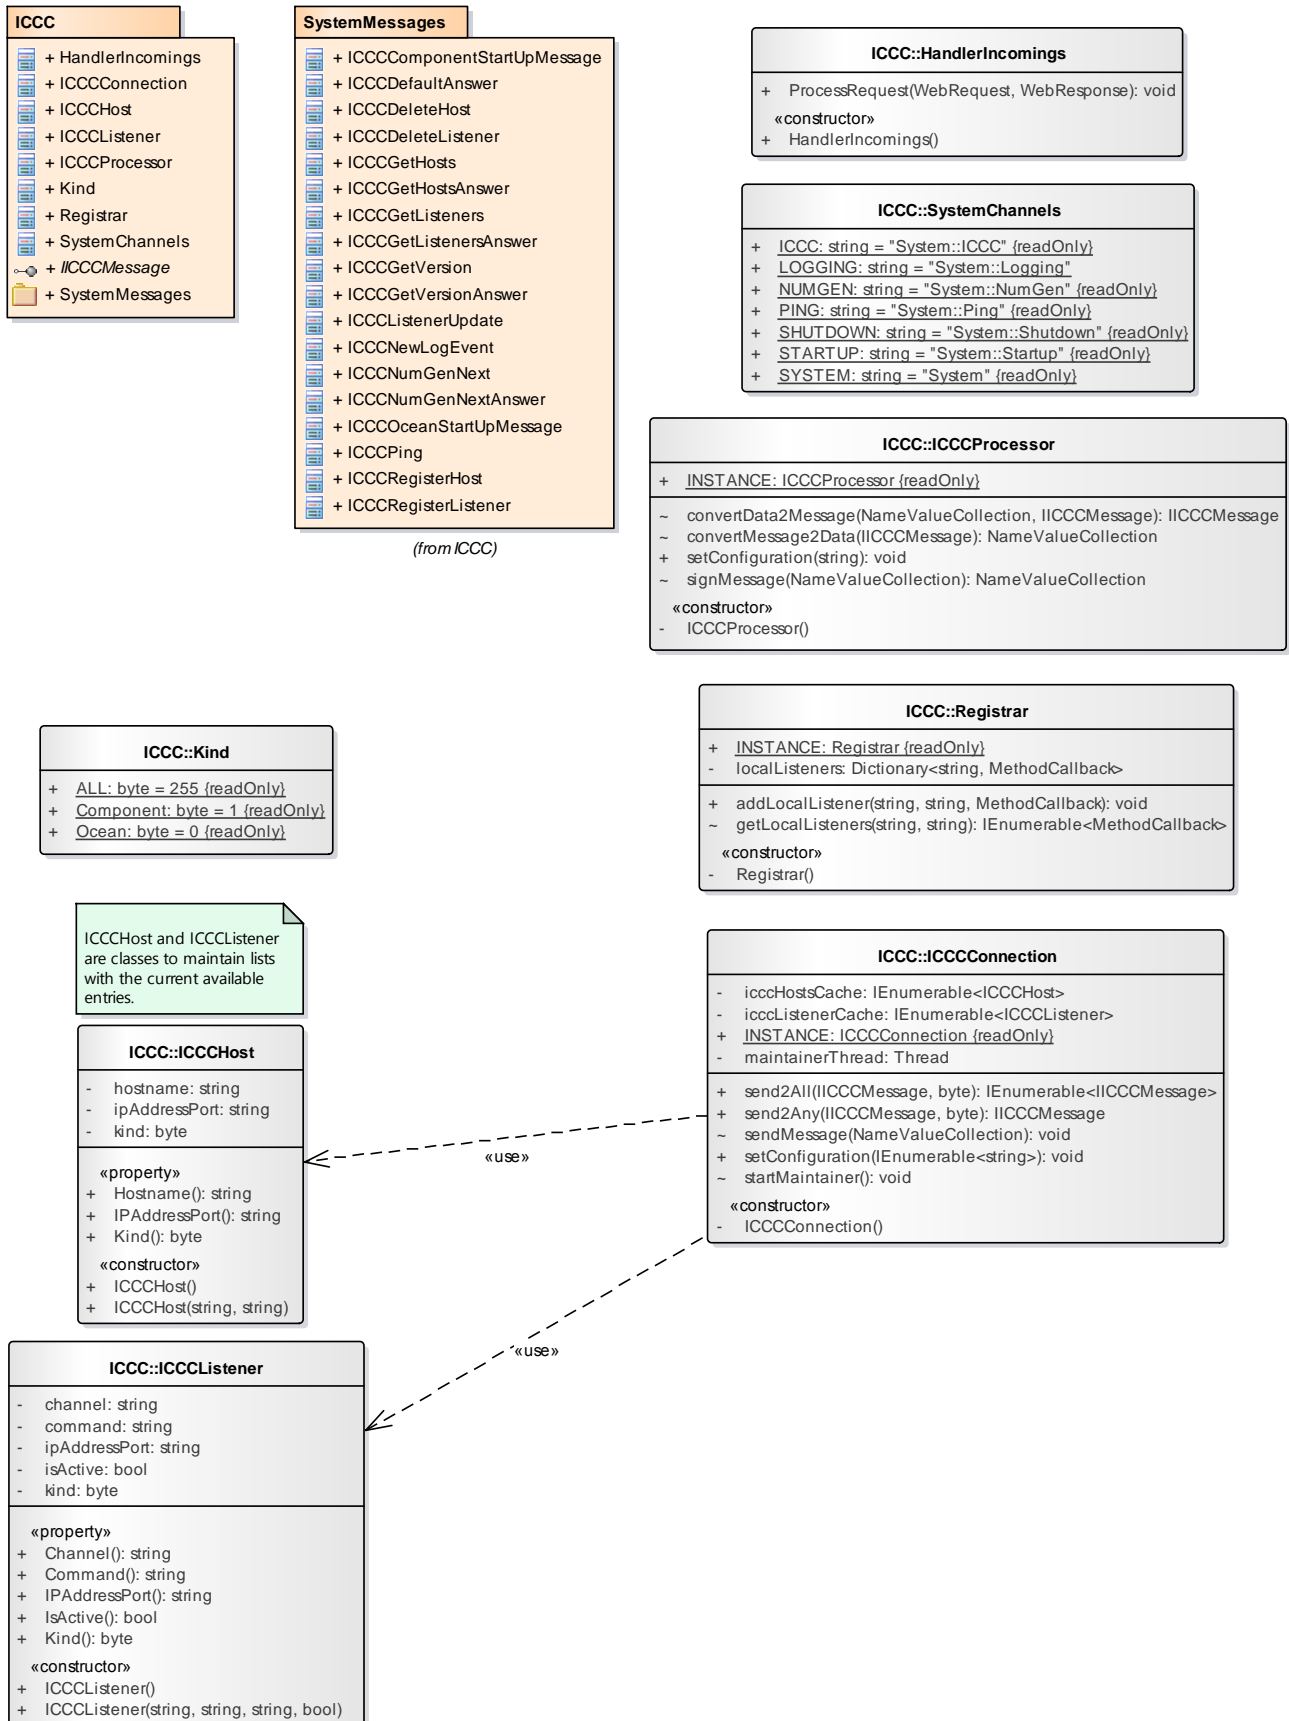 ICCC
+ HandlerIncomings
+ ICCCConnection
+ ICCCHost
+ ICCCListener
+ ICCCProcessor
+ Kind
+ Registrar
+ SystemChannels
+ IICCCMessage
+ SystemMessages
SystemMessages
+ ICCCComponentStartUpMessage
+ ICCCDefaultAnswer
+ ICCCDeleteHost
+ ICCCDeleteListener
+ ICCCGetHosts
+ ICCCGetHostsAnswer
+ ICCCGetListeners
+ ICCCGetListenersAnswer
+ ICCCGetVersion
+ ICCCGetVersionAnswer
+ ICCCListenerUpdate
+ ICCCNewLogEvent
+ ICCCNumGenNext
+ ICCCNumGenNextAnswer
+ ICCCOceanStartUpMessage
+ ICCCPing
+ ICCCRegisterHost
+ ICCCRegisterListener
(from ICCC)
ICCC::HandlerIncomings
+ ProcessRequest(WebRequest, WebResponse): void
«constructor»
+ HandlerIncomings()
ICCC::SystemChannels
+ ICCC: string = "System::ICCC" {readOnly}
+ LOGGING: string = "System::Logging"
+ NUMGEN: string = "System::NumGen" {readOnly}
+ PING: string = "System::Ping" {readOnly}
+ SHUTDOWN: string = "System::Shutdown" {readOnly}
+ STARTUP: string = "System::Startup" {readOnly}
+ SYSTEM: string = "System" {readOnly}
ICCC::ICCCProcessor
+ INSTANCE: ICCCProcessor {readOnly}
~ convertData2Message(NameValueCollection, IICCCMessage): IICCCMessage
~ convertMessage2Data(IICCCMessage): NameValueCollection
+ setConfiguration(string): void
~ signMessage(NameValueCollection): NameValueCollection
«constructor»
- ICCCProcessor()
ICCC::Kind
+ ALL: byte = 255 {readOnly}
+ Component: byte = 1 {readOnly}
+ Ocean: byte = 0 {readOnly}
ICCC::Registrar
+ INSTANCE: Registrar {readOnly}
- localListeners: Dictionary<string, MethodCallback>
+ addLocalListener(string, string, MethodCallback): void
~ getLocalListeners(string, string): IEnumerable<MethodCallback>
«constructor»
- Registrar()
ICCCHost and ICCCListener
are classes to maintain lists
with the current available
entries.
ICCC::ICCCHost
- hostname: string
- ipAddressPort: string
- kind: byte
«property»
+ Hostname(): string
+ IPAddressPort(): string
+ Kind(): byte
«constructor»
+ ICCCHost()
+ ICCCHost(string, string)
ICCC::ICCCConnection
- icccHostsCache: IEnumerable<ICCCHost>
- icccListenerCache: IEnumerable<ICCCListener>
+ INSTANCE: ICCCConnection {readOnly}
- maintainerThread: Thread
+ send2All(IICCCMessage, byte): IEnumerable<IICCCMessage>
+ send2Any(IICCCMessage, byte): IICCCMessage
~ sendMessage(NameValueCollection): void
+ setConfiguration(IEnumerable<string>): void
~ startMaintainer(): void
«constructor»
- ICCCConnection()
«use»
«use»
ICCC::ICCCListener
- channel: string
- command: string
- ipAddressPort: string
- isActive: bool
- kind: byte
«property»
+ Channel(): string
+ Command(): string
+ IPAddressPort(): string
+ IsActive(): bool
+ Kind(): byte
«constructor»
+ ICCCListener()
+ ICCCListener(string, string, string, bool)